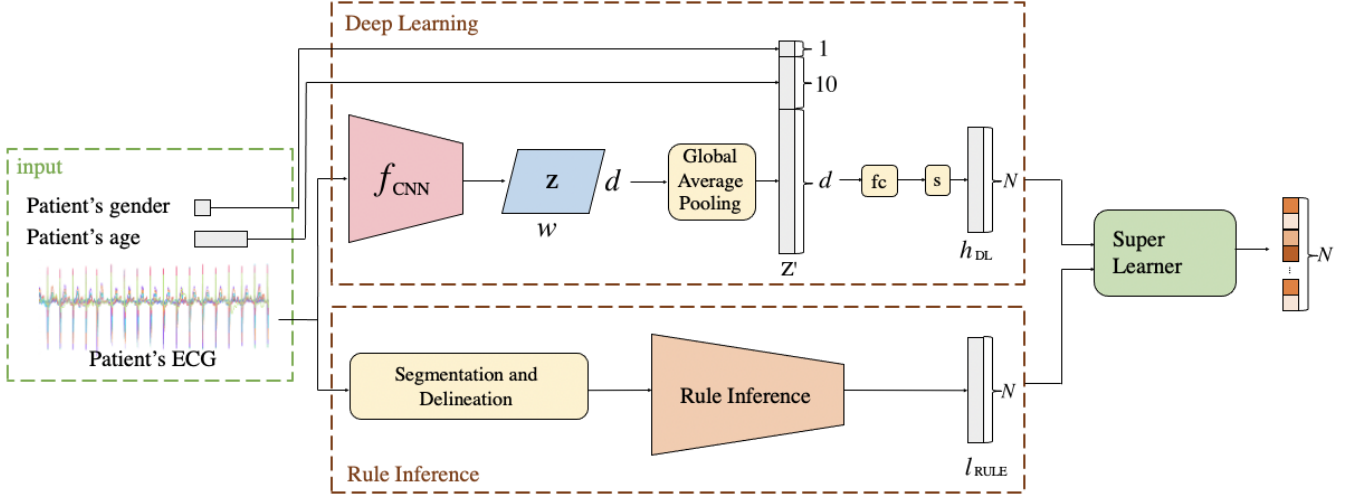 Deep Learning
1
10
input
Patient's gender
Patient's age
Patient's ECG
f CNN
z
d
w
Global
Average
Pooling
d
fc
s
N
Z'
h DL
Super
Learner
N
Segmentation and
Delineation
Rule Inference
N
l RULE
Rule Inference